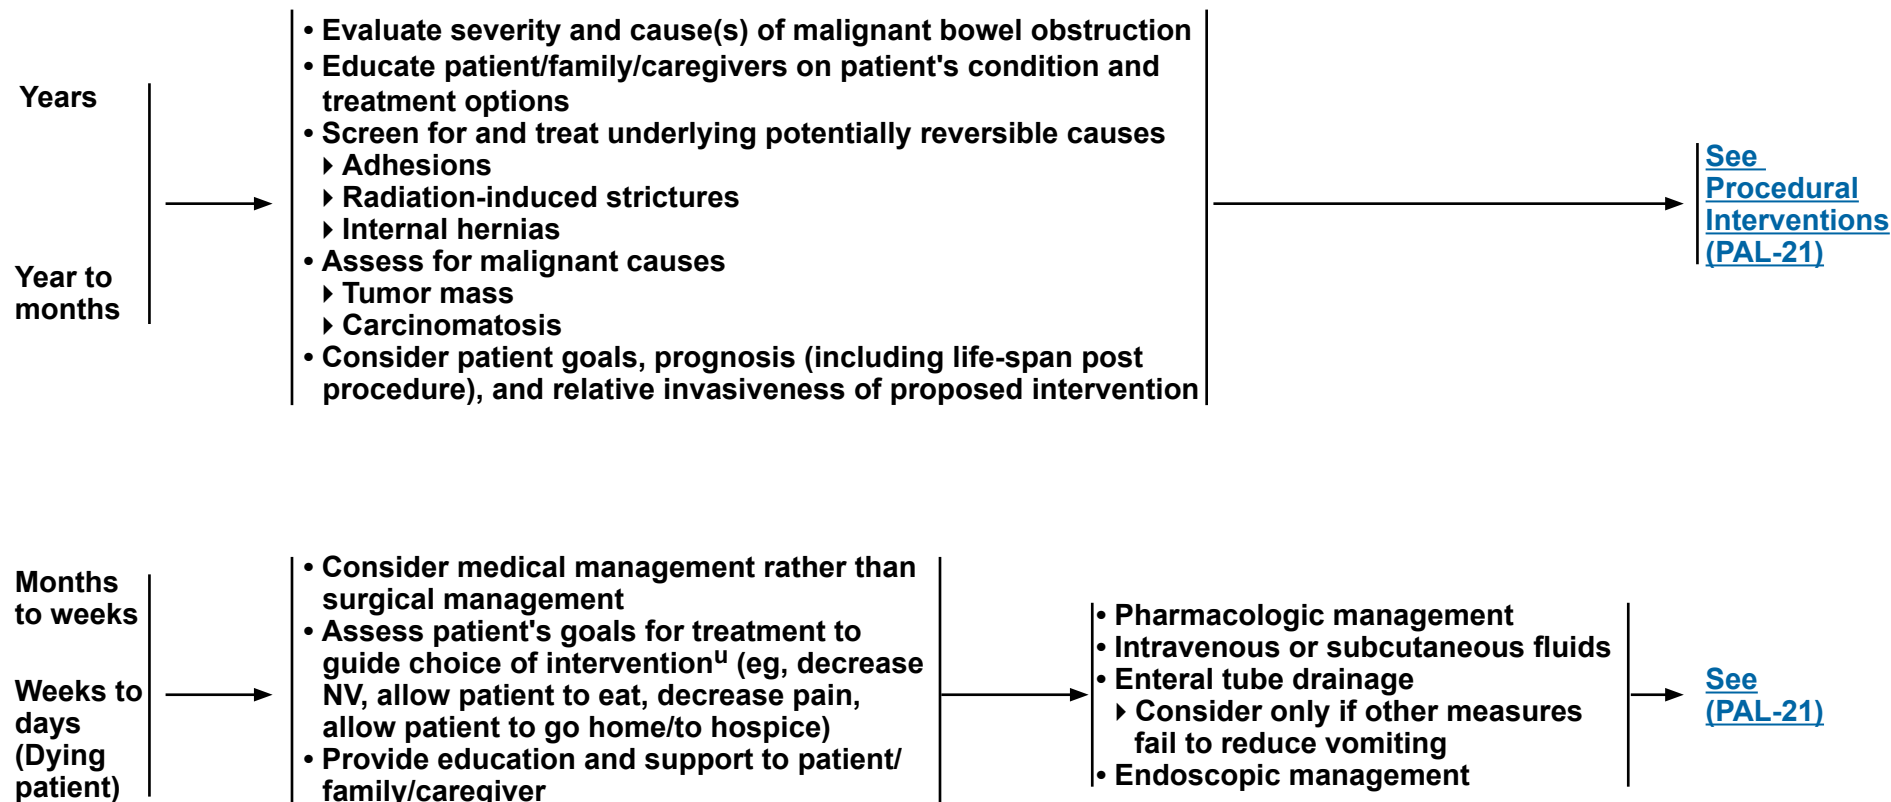 Years
Year to
months
• Evaluate severity and cause(s) of malignant bowel obstruction
• Educate patient/family/caregivers on patient's condition and
treatment options
• Screen for and treat underlying potentially reversible causes
▸ Adhesions
▸ Radiation-induced strictures
▸ Internal hernias
• Assess for malignant causes
▸ Tumor mass
▸ Carcinomatosis
• Consider patient goals, prognosis (including life-span post
procedure), and relative invasiveness of proposed intervention
See
Procedural
Interventions
(PAL-21)
Months
to weeks
Weeks to
days
(Dying
patient)
• Consider medical management rather than
surgical management
• Assess patient's goals for treatment to
guide choice of interventionᵘ (eg, decrease
NV, allow patient to eat, decrease pain,
allow patient to go home/to hospice)
• Provide education and support to patient/
family/caregiver
• Pharmacologic management
• Intravenous or subcutaneous fluids
• Enteral tube drainage
▸ Consider only if other measures
fail to reduce vomiting
• Endoscopic management
See
(PAL-21)